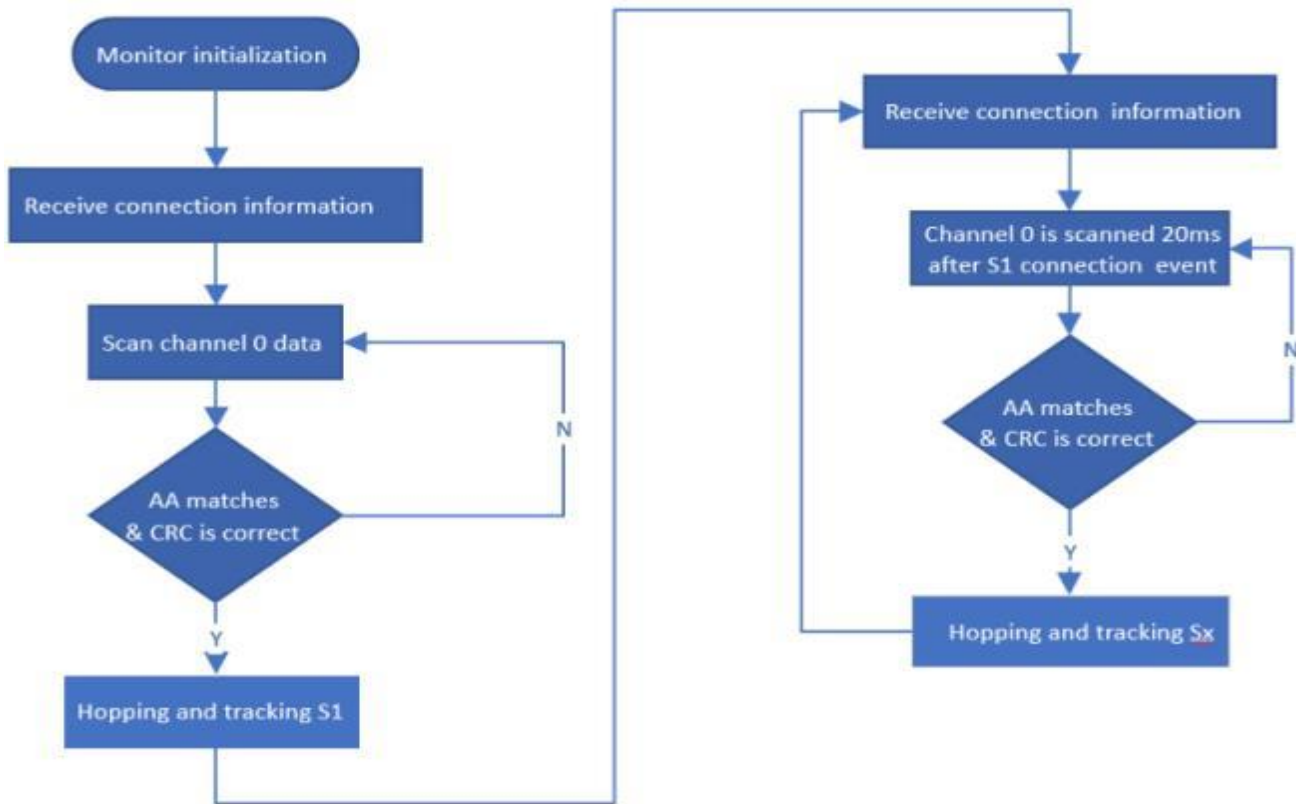 Monitor initialization
Receive connection information
Scan channel 0 data
N
AA matches
& CRC is correct
Y
Hopping and tracking S1
Receive connection information
Channel 0 is scanned 20ms
after S1 connection event
N
AA matches
& CRC is correct
Y
Hopping and tracking Sx